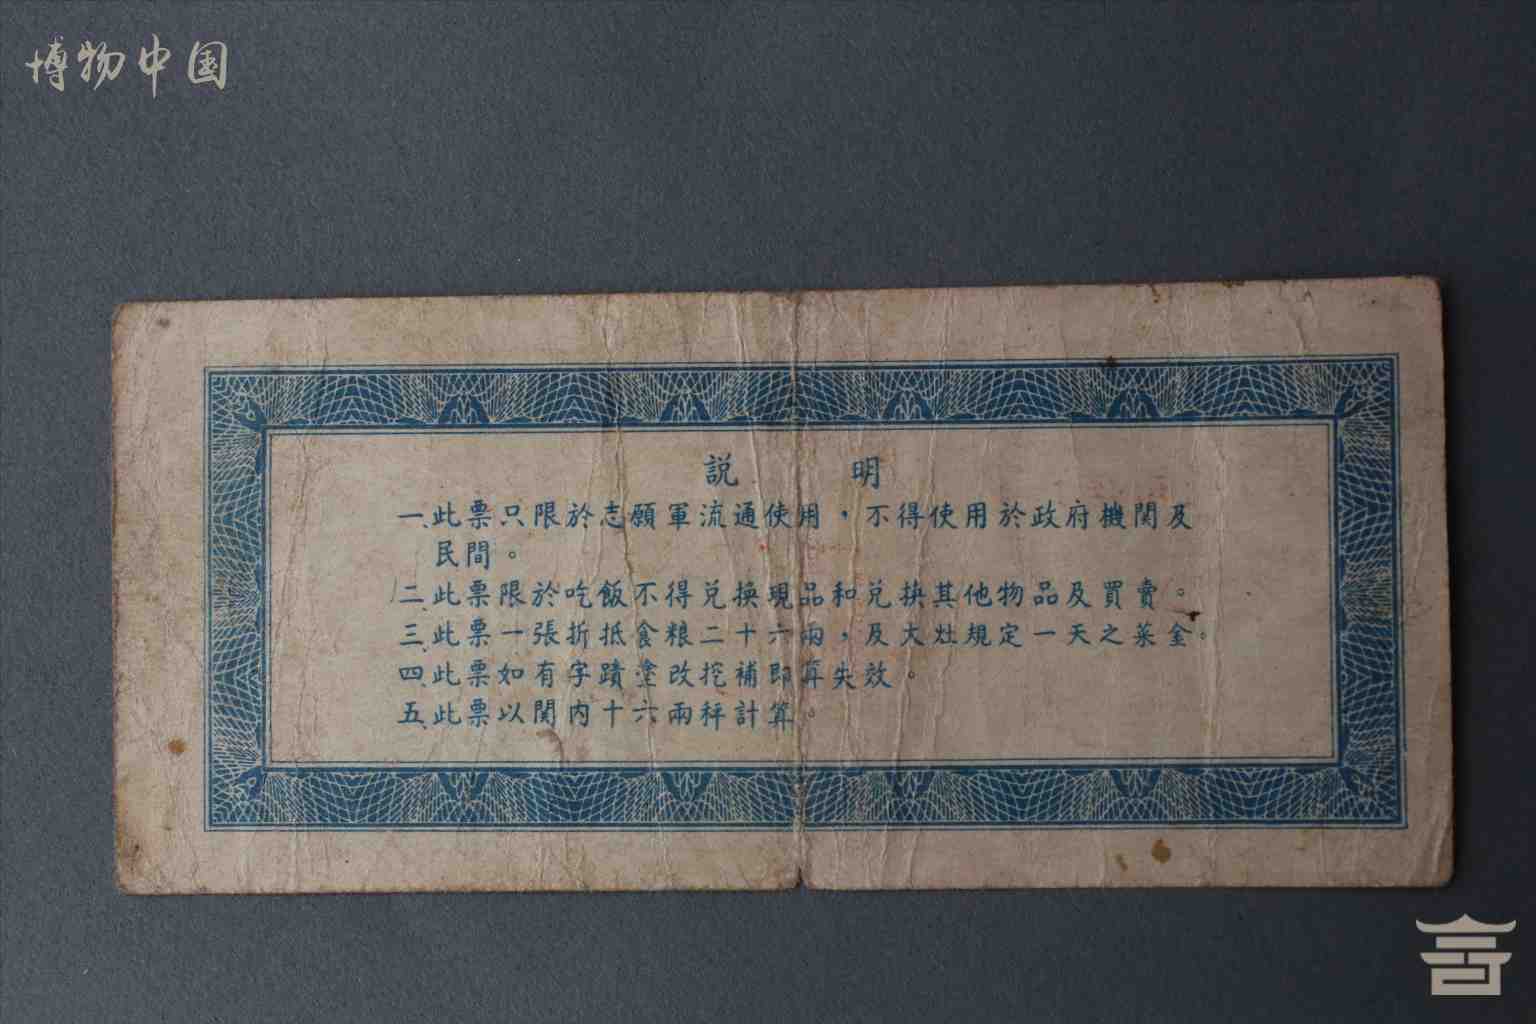 博物中国
説 明
一、此票只限於志願軍流通使用，不得使用於政府機関及
民間。
二、此票限於吃飯不得兑換現品和兑换其他物品及買賣。
三、此票一張折抵食粮二十六兩，及大灶規定一天之菜金。
四、此票如有字蹟塗改挖補即算失效。
五、此票以関内十六兩秤計算。